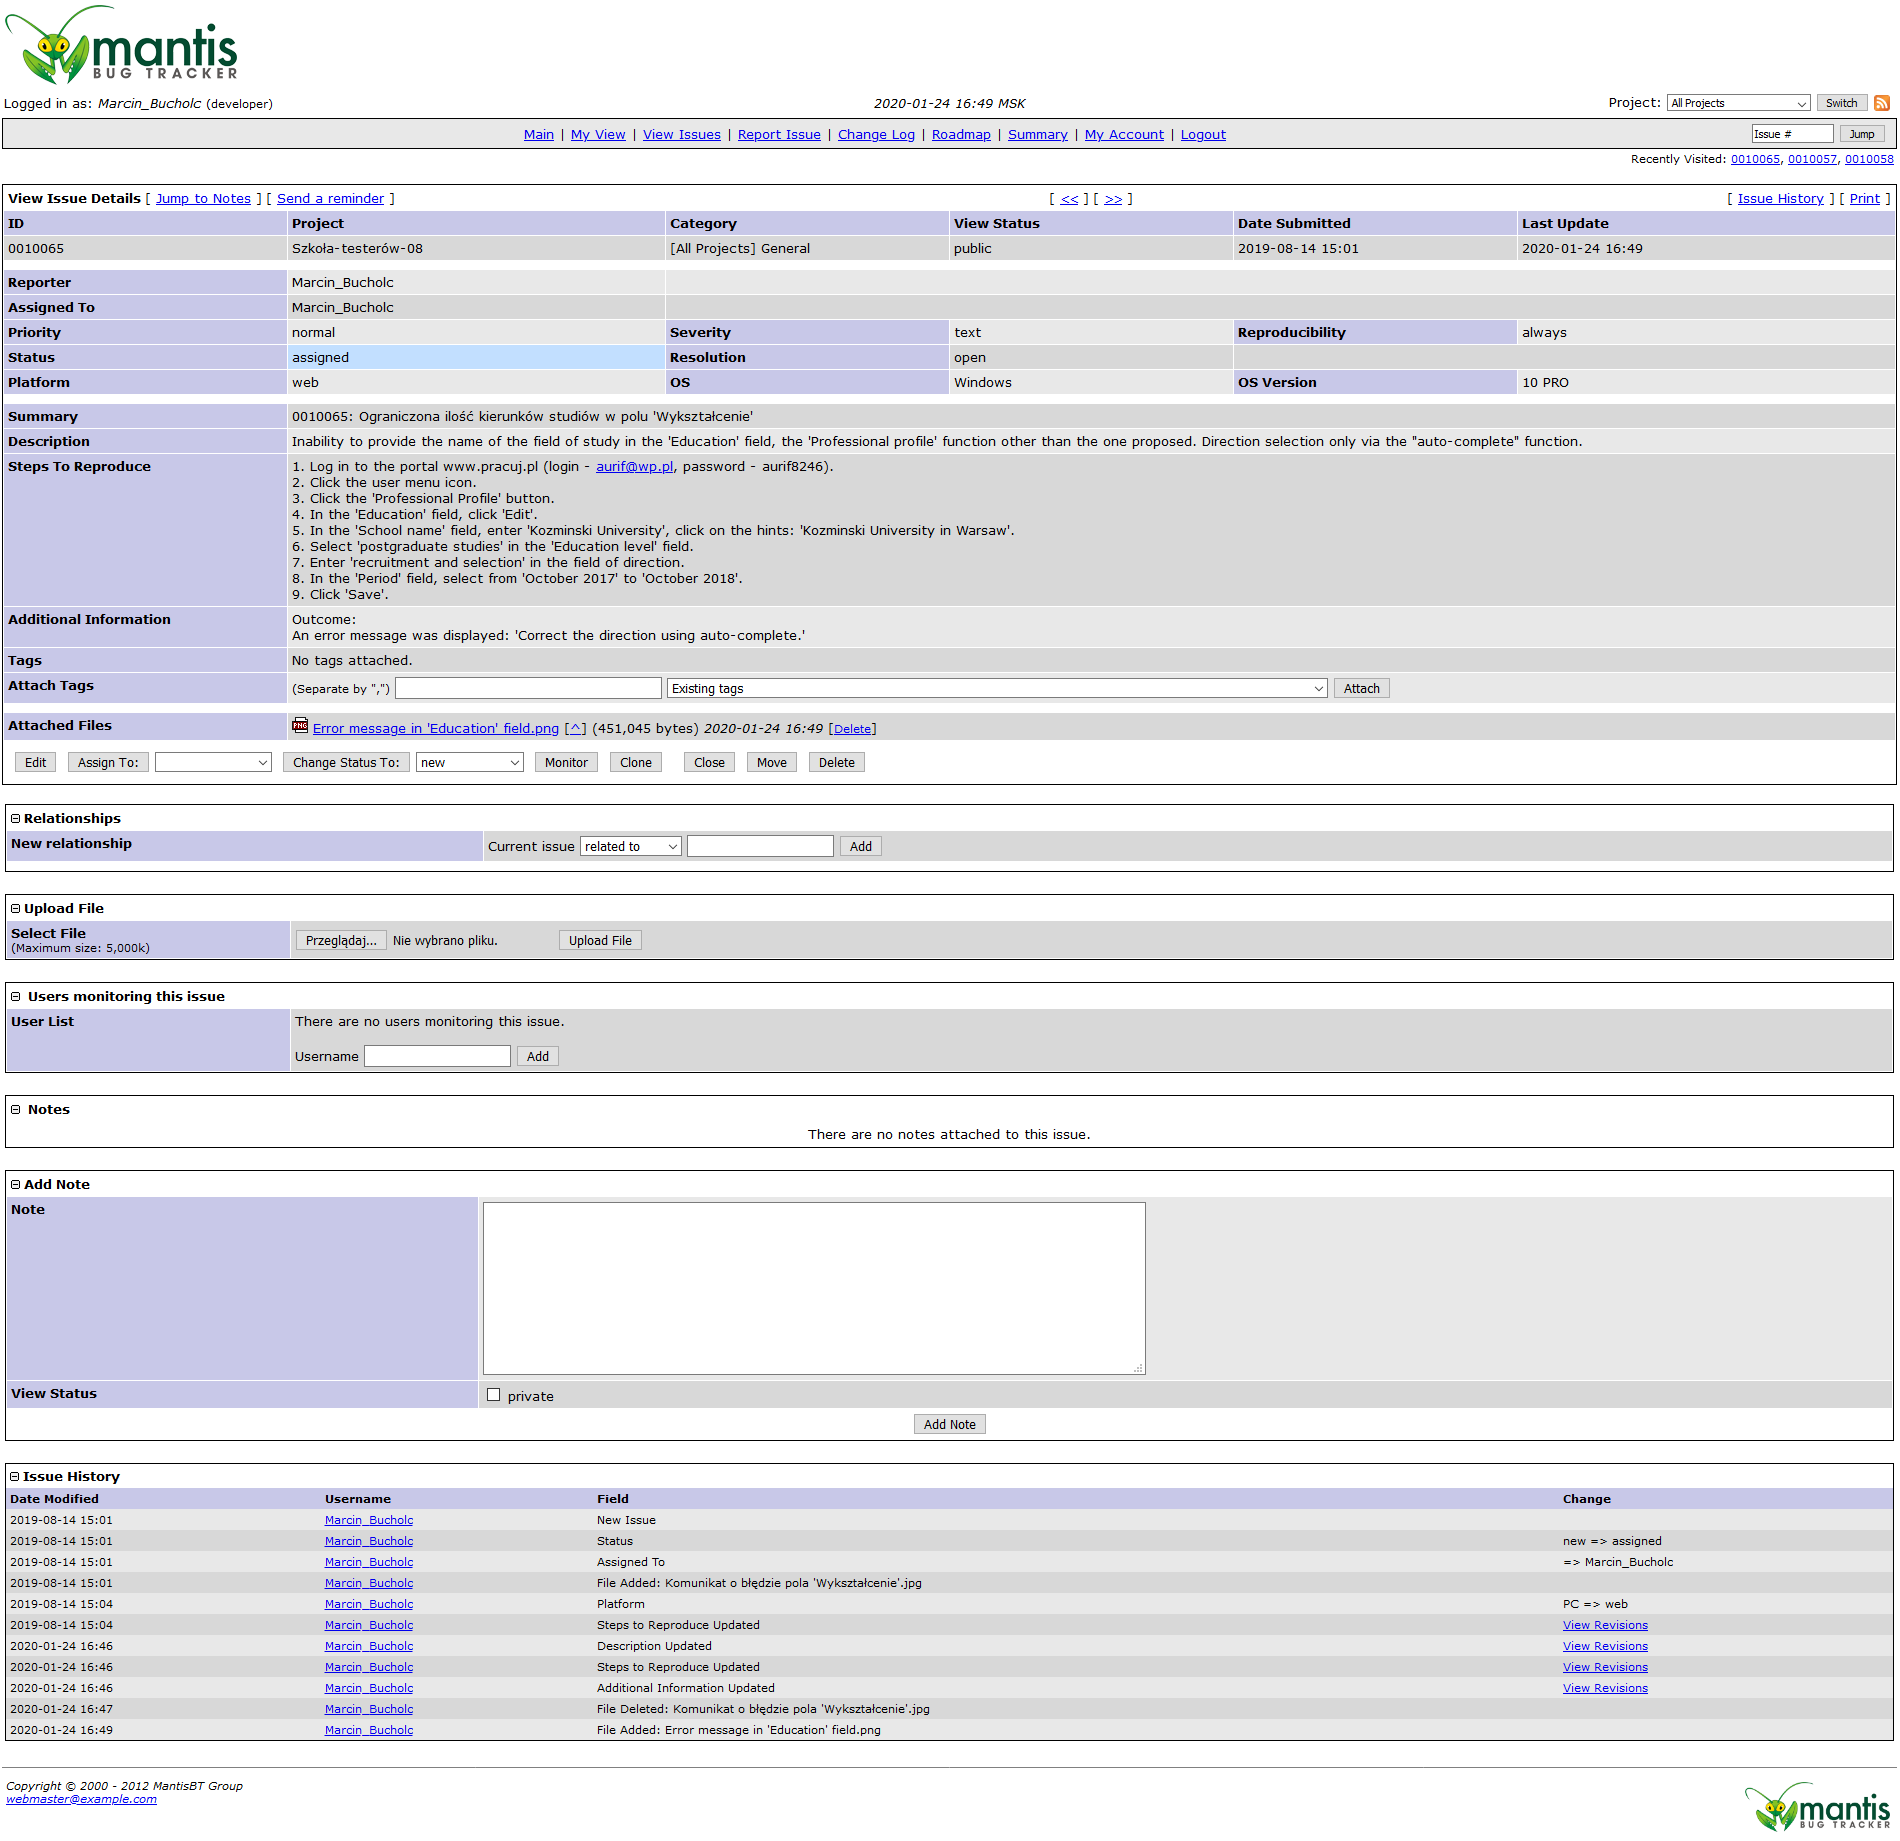 mantis
BUG TRACKER
Logged in as: Marcin_Bucholc (developer)
2020-01-24 16:49 MSK
Project: All Projects Switch
Main | My View | View Issues | Report Issue | Change Log | Roadmap | Summary | My Account | Logout
Issue # Jump
Recently Visited: 0010065, 0010057, 0010058
View Issue Details [ Jump to Notes ] [ Send a reminder ] [ << ] [ >> ] [ Issue History ] [ Print ]
ID Project Category View Status Date Submitted Last Update
0010065 Szkoła-testerów-08 [All Projects] General public 2019-08-14 15:01 2020-01-24 16:49
Reporter Marcin_Bucholc
Assigned To Marcin_Bucholc
Priority normal Severity text Reproducibility always
Status assigned Resolution open
Platform web OS Windows OS Version 10 PRO
Summary 0010065: Ograniczona ilość kierunków studiów w polu 'Wykształcenie'
Description Inability to provide the name of the field of study in the 'Education' field, the 'Professional profile' function other than the one proposed. Direction selection only via the "auto-complete" function.
Steps To Reproduce 1. Log in to the portal www.pracuj.pl (login - aurif@wp.pl, password - aurif8246).
2. Click the user menu icon.
3. Click the 'Professional Profile' button.
4. In the 'Education' field, click 'Edit'.
5. In the 'School name' field, enter 'Kozminski University', click on the hints: 'Kozminski University in Warsaw'.
6. Select 'postgraduate studies' in the 'Education level' field.
7. Enter 'recruitment and selection' in the field of direction.
8. In the 'Period' field, select from 'October 2017' to 'October 2018'.
9. Click 'Save'.
Additional Information Outcome:
An error message was displayed: 'Correct the direction using auto-complete.'
Tags No tags attached.
Attach Tags (Separate by ",") Existing tags Attach
Attached Files PNG Error message in 'Education' field.png [^] (451,045 bytes) 2020-01-24 16:49 [Delete]
Edit Assign To: Change Status To: new Monitor Clone Close Move Delete
Relationships
New relationship Current issue related to Add
Upload File
Select File
(Maximum size: 5,000k)
Przeglądaj... Nie wybrano pliku. Upload File
Users monitoring this issue
User List There are no users monitoring this issue.
Username Add
Notes
There are no notes attached to this issue.
Add Note
Note
View Status private
Add Note
Issue History
Date Modified Username Field Change
2019-08-14 15:01 Marcin_Bucholc New Issue
2019-08-14 15:01 Marcin_Bucholc Status new => assigned
2019-08-14 15:01 Marcin_Bucholc Assigned To => Marcin_Bucholc
2019-08-14 15:01 Marcin_Bucholc File Added: Komunikat o błędzie pola 'Wykształcenie'.jpg
2019-08-14 15:04 Marcin_Bucholc Platform PC => web
2019-08-14 15:04 Marcin_Bucholc Steps to Reproduce Updated View Revisions
2020-01-24 16:46 Marcin_Bucholc Description Updated View Revisions
2020-01-24 16:46 Marcin_Bucholc Steps to Reproduce Updated View Revisions
2020-01-24 16:46 Marcin_Bucholc Additional Information Updated View Revisions
2020-01-24 16:47 Marcin_Bucholc File Deleted: Komunikat o błędzie pola 'Wykształcenie'.jpg
2020-01-24 16:49 Marcin_Bucholc File Added: Error message in 'Education' field.png
Copyright © 2000 - 2012 MantisBT Group
webmaster@example.com
mantis
BUG TRACKER